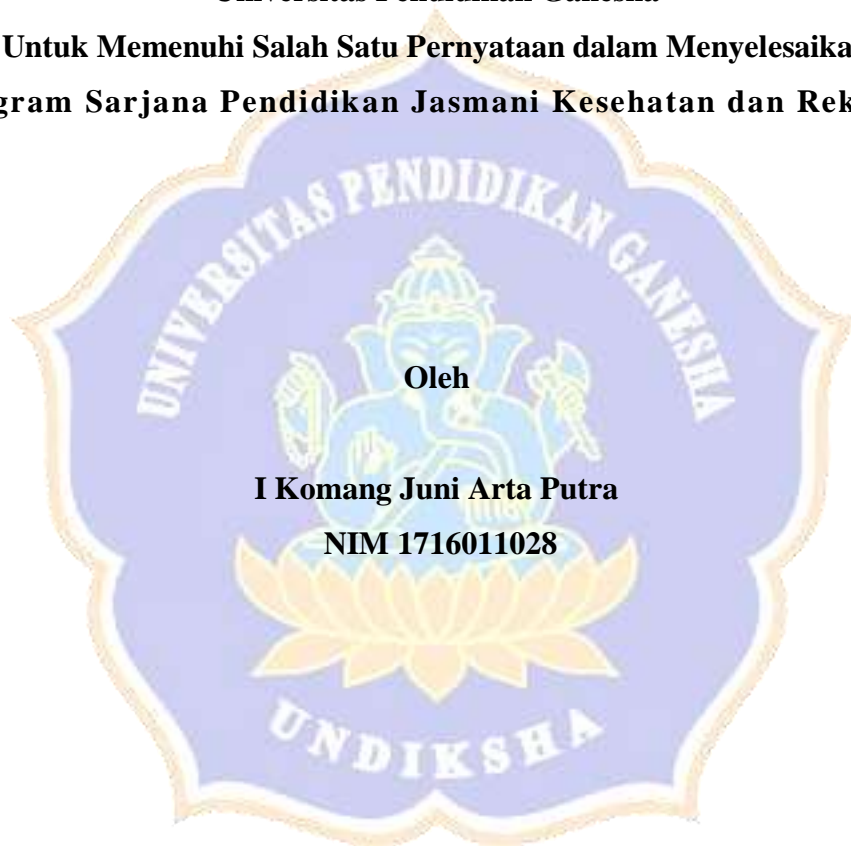 Untuk Memenuhi Salah Satu Pernyataan dalam Menyelesaika
gram Sarjana Pendidikan Jasmani Kesehatan dan Rek
UNIVERSITAS PENDIDIKAN GANESHA
Oleh
I Komang Juni Arta Putra
NIM 1716011028
UNDIKSHA